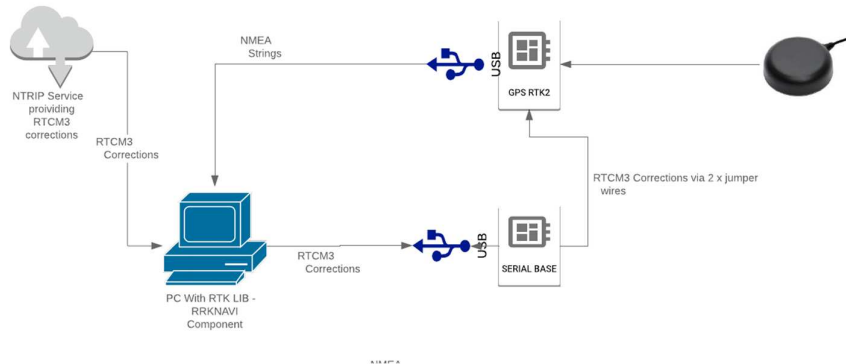 NMEA
Strings
USB
GPS RTK2
NTRIP Service
proividing
RTCM3
corrections
RTCM3
Corrections
RTCM3 Corrections via 2 x jumper
wires
RTCM3
Corrections
USB
SERIAL BASE
PC With RTK LIB -
RRKNAVI
Component
NMEA